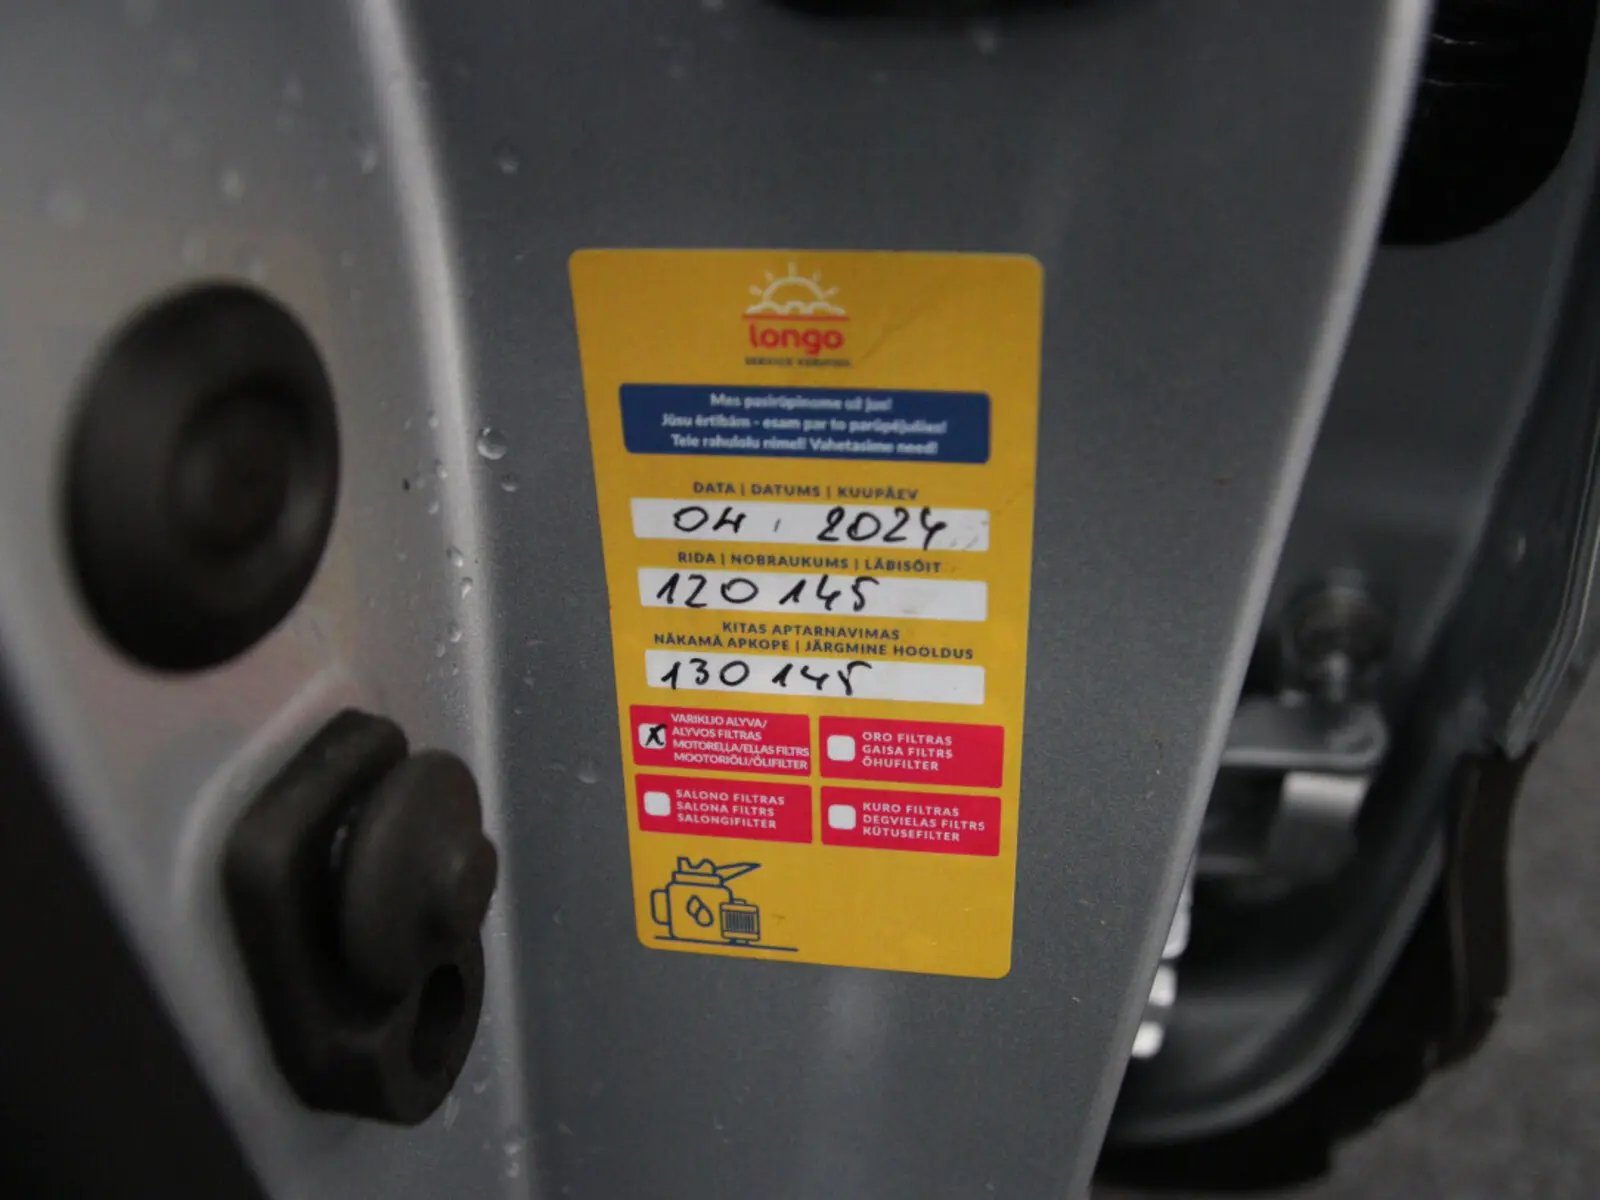 longo
Mes pasirūpinome už jus!
Jūsu ērtībām - esam par to parūpējušies!
Teie rahulolu nimel! Vahetasime need!
DATA | DATUMS | KUUPÄEV
04. 2024
RIDA | NOBRAUKUMS | LÄBISÕIT
120 145
KITAS APTARNAVIMAS
NĀKAMĀ APKOPE | JÄRGMINE HOOLDUS
130 145
X
VARIKLIO ALYVA/
ALYVOS FILTRAS
MOTORELLA/ELLAS FILTRS
MOOTORIÕLI/ÕLIFILTER
ORO FILTRAS
GAISA FILTRS
ÕHUFILTER
SALONO FILTRAS
SALONA FILTRS
SALONGIFILTER
KURO FILTRAS
DEGVIELAS FILTRS
KÜTUSEFILTER